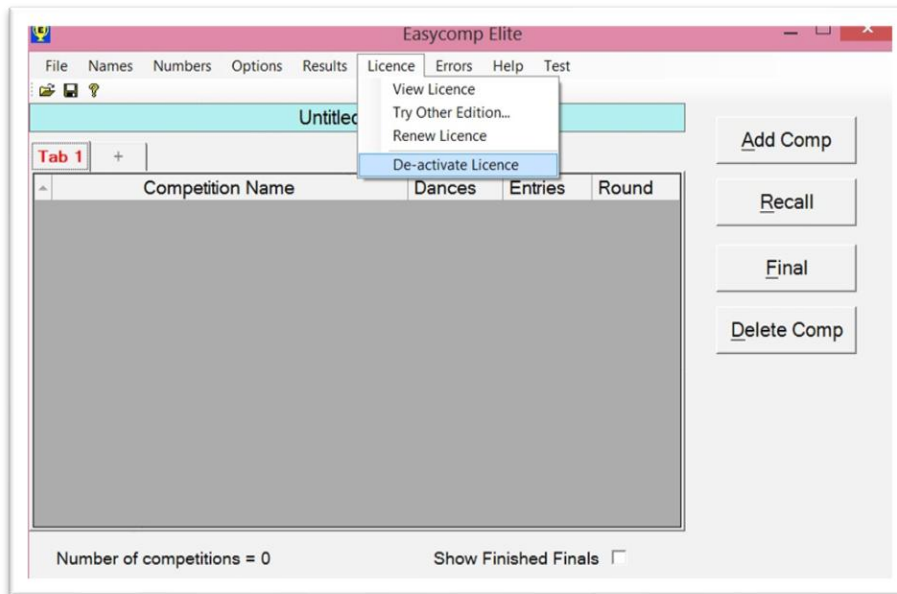 Easycomp Elite
File Names Numbers Options Results Licence Errors Help Test
View Licence
Try Other Edition...
Renew Licence
De-activate Licence
Tab 1 +
Competition Name Dances Entries Round
Add Comp
Recall
Final
Delete Comp
Number of competitions = 0 Show Finished Finals